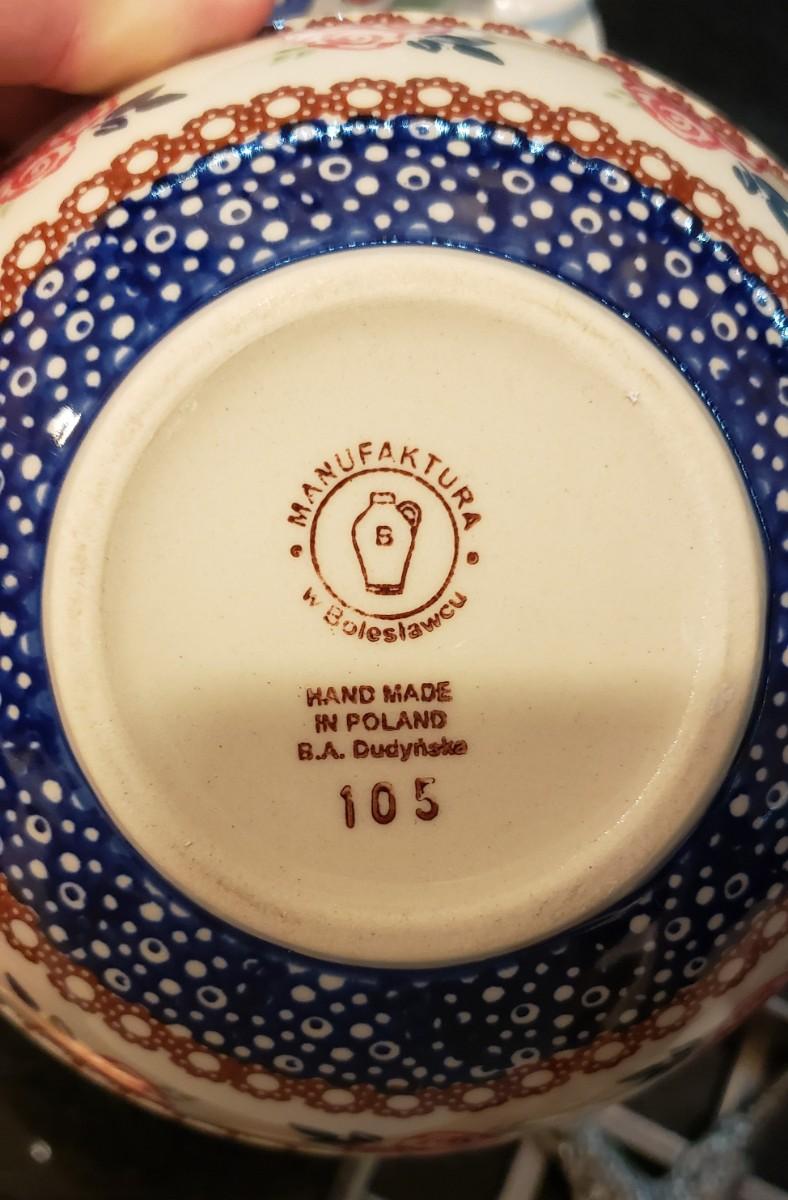 MANUFAKTURA
B
w Bolesławcu
HAND MADE
IN POLAND
B.A. Dudyńska
105